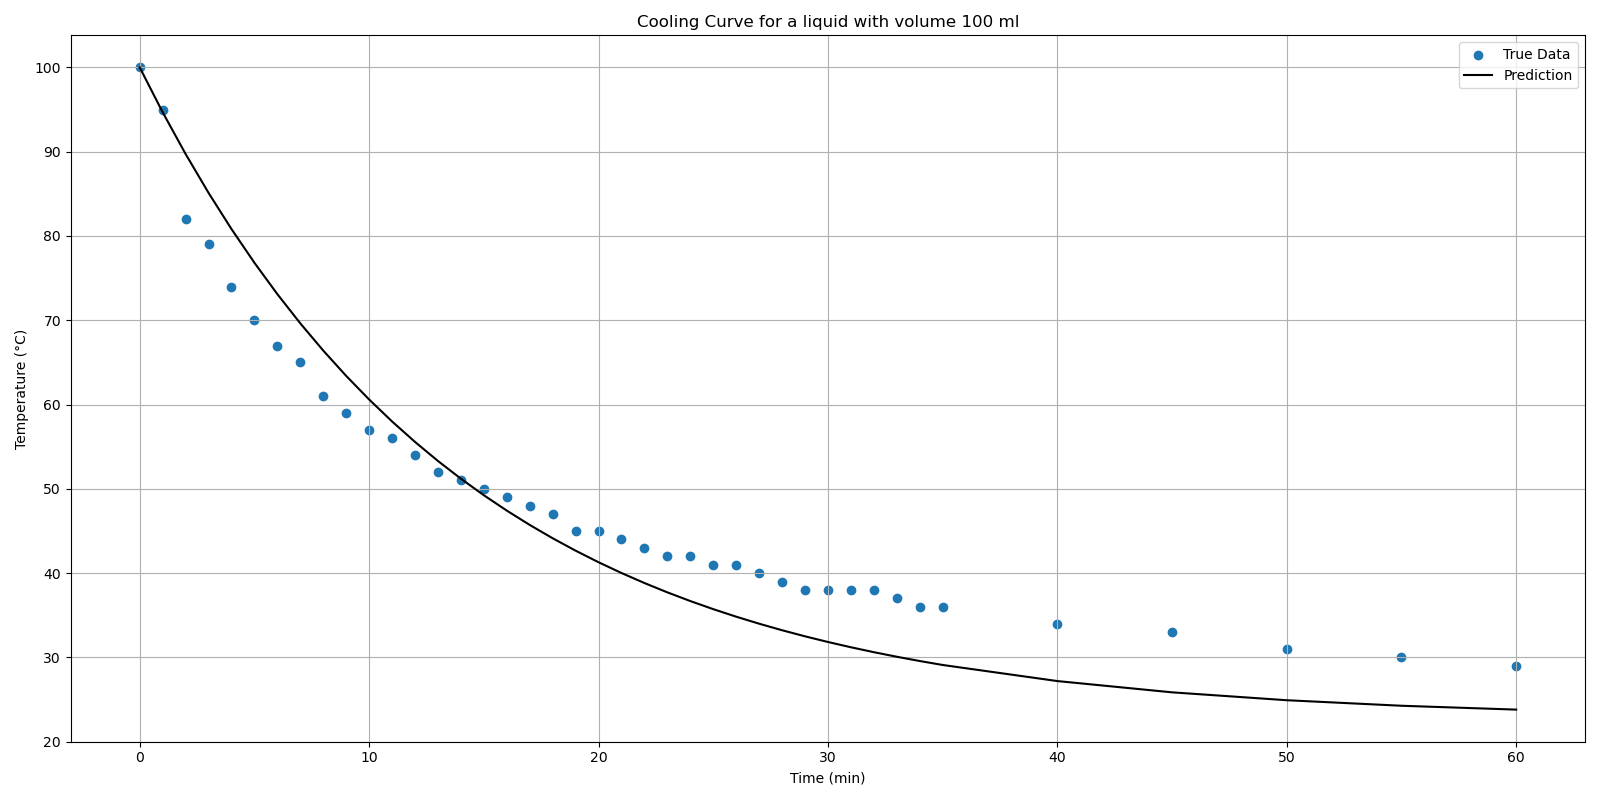 Cooling Curve for a liquid with volume 100 ml
True Data
Prediction
100
90
80
70
60
50
40
30
20
Temperature (°C)
0 10 20 30 40 50 60
Time (min)